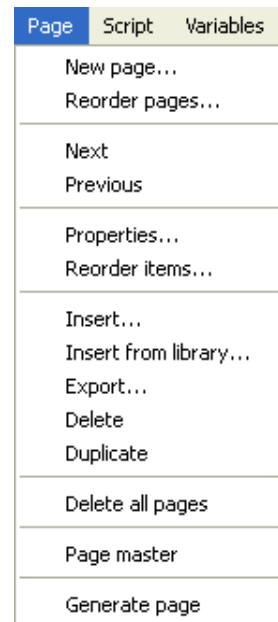 Page Script Variables
New page...
Reorder pages...
Next
Previous
Properties...
Reorder items...
Insert...
Insert from library...
Export...
Delete
Duplicate
Delete all pages
Page master
Generate page